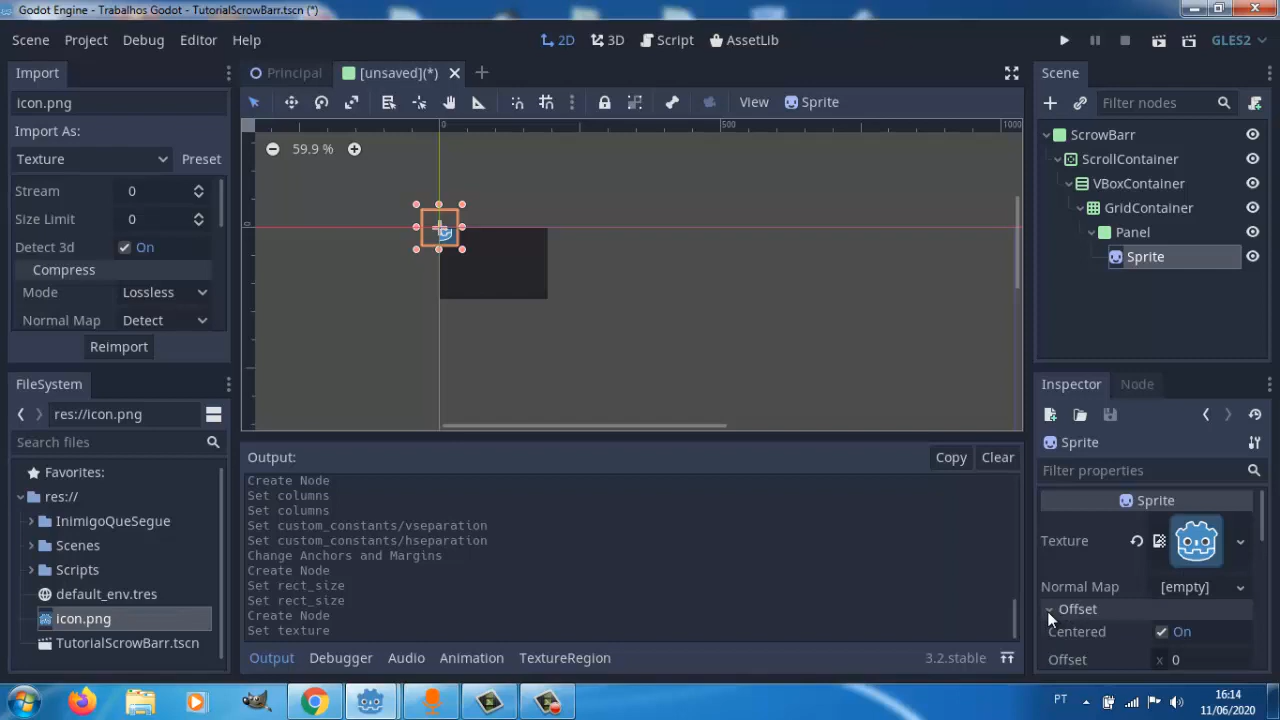 Godot Engine - Trabalhos Godot - TutorialScrowBarr.tscn (*)
Scene Project Debug Editor Help
2D 3D Script AssetLib
GLES2
Import
icon.png
Import As:
Texture Preset
Stream 0
Size Limit 0
Detect 3d On
Compress
Mode Lossless
Normal Map Detect
Reimport
FileSystem
res://icon.png
Search files
Favorites:
res://
InimigoQueSegue
Scenes
Scripts
default_env.tres
icon.png
TutorialScrowBarr.tscn
Principal [unsaved](*)
View Sprite
0 500 1000
0
59.9 %
Output: Copy Clear
Create Node
Set columns
Set columns
Set custom_constants/vseparation
Set custom_constants/hseparation
Change Anchors and Margins
Create Node
Set rect_size
Set rect_size
Create Node
Set texture
Output Debugger Audio Animation TextureRegion 3.2.stable
Scene
Filter nodes
ScrowBarr
ScrollContainer
VBoxContainer
GridContainer
Panel
Sprite
Inspector Node
Sprite
Filter properties
Sprite
Texture
Normal Map [empty]
Offset
Centered On
Offset x 0
PT 16:14
11/06/2020